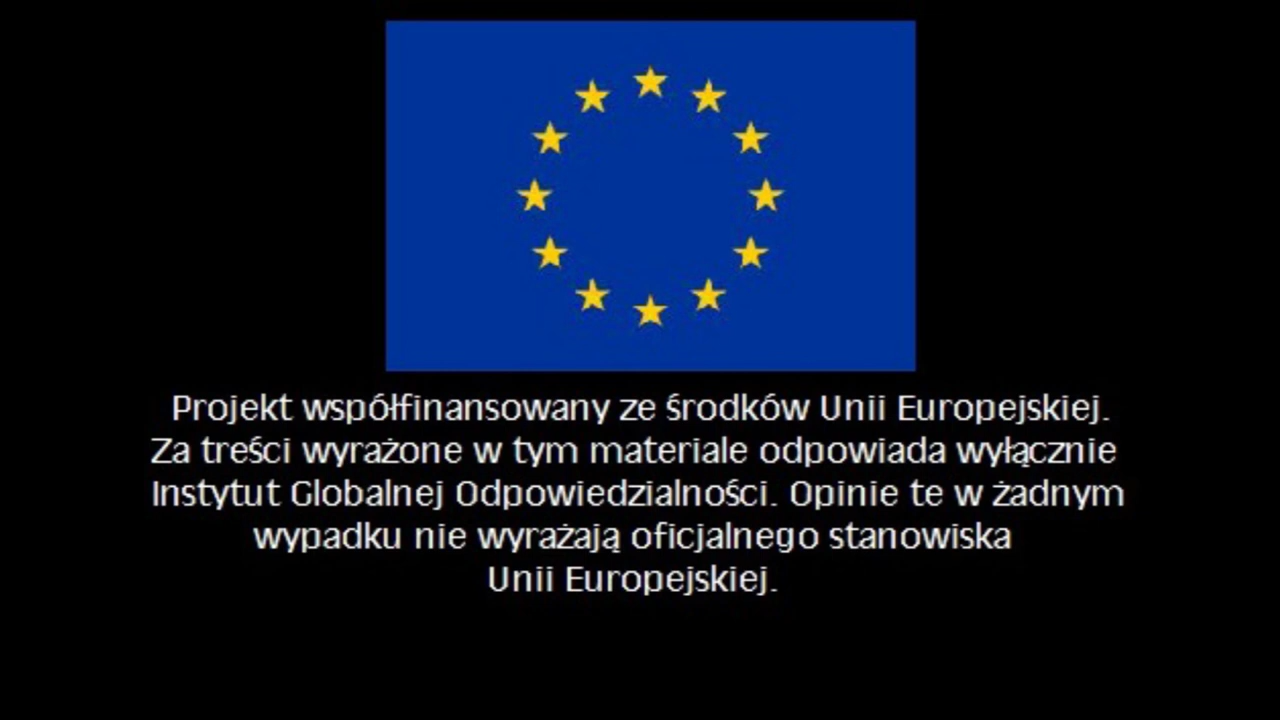 Projekt współfinansowany ze środków Unii Europejskiej.
Za treści wyrażone w tym materiale odpowiada wyłącznie
Instytut Globalnej Odpowiedzialności. Opinie te w żadnym
wypadku nie wyrażają oficjalnego stanowiska
Unii Europejskiej.